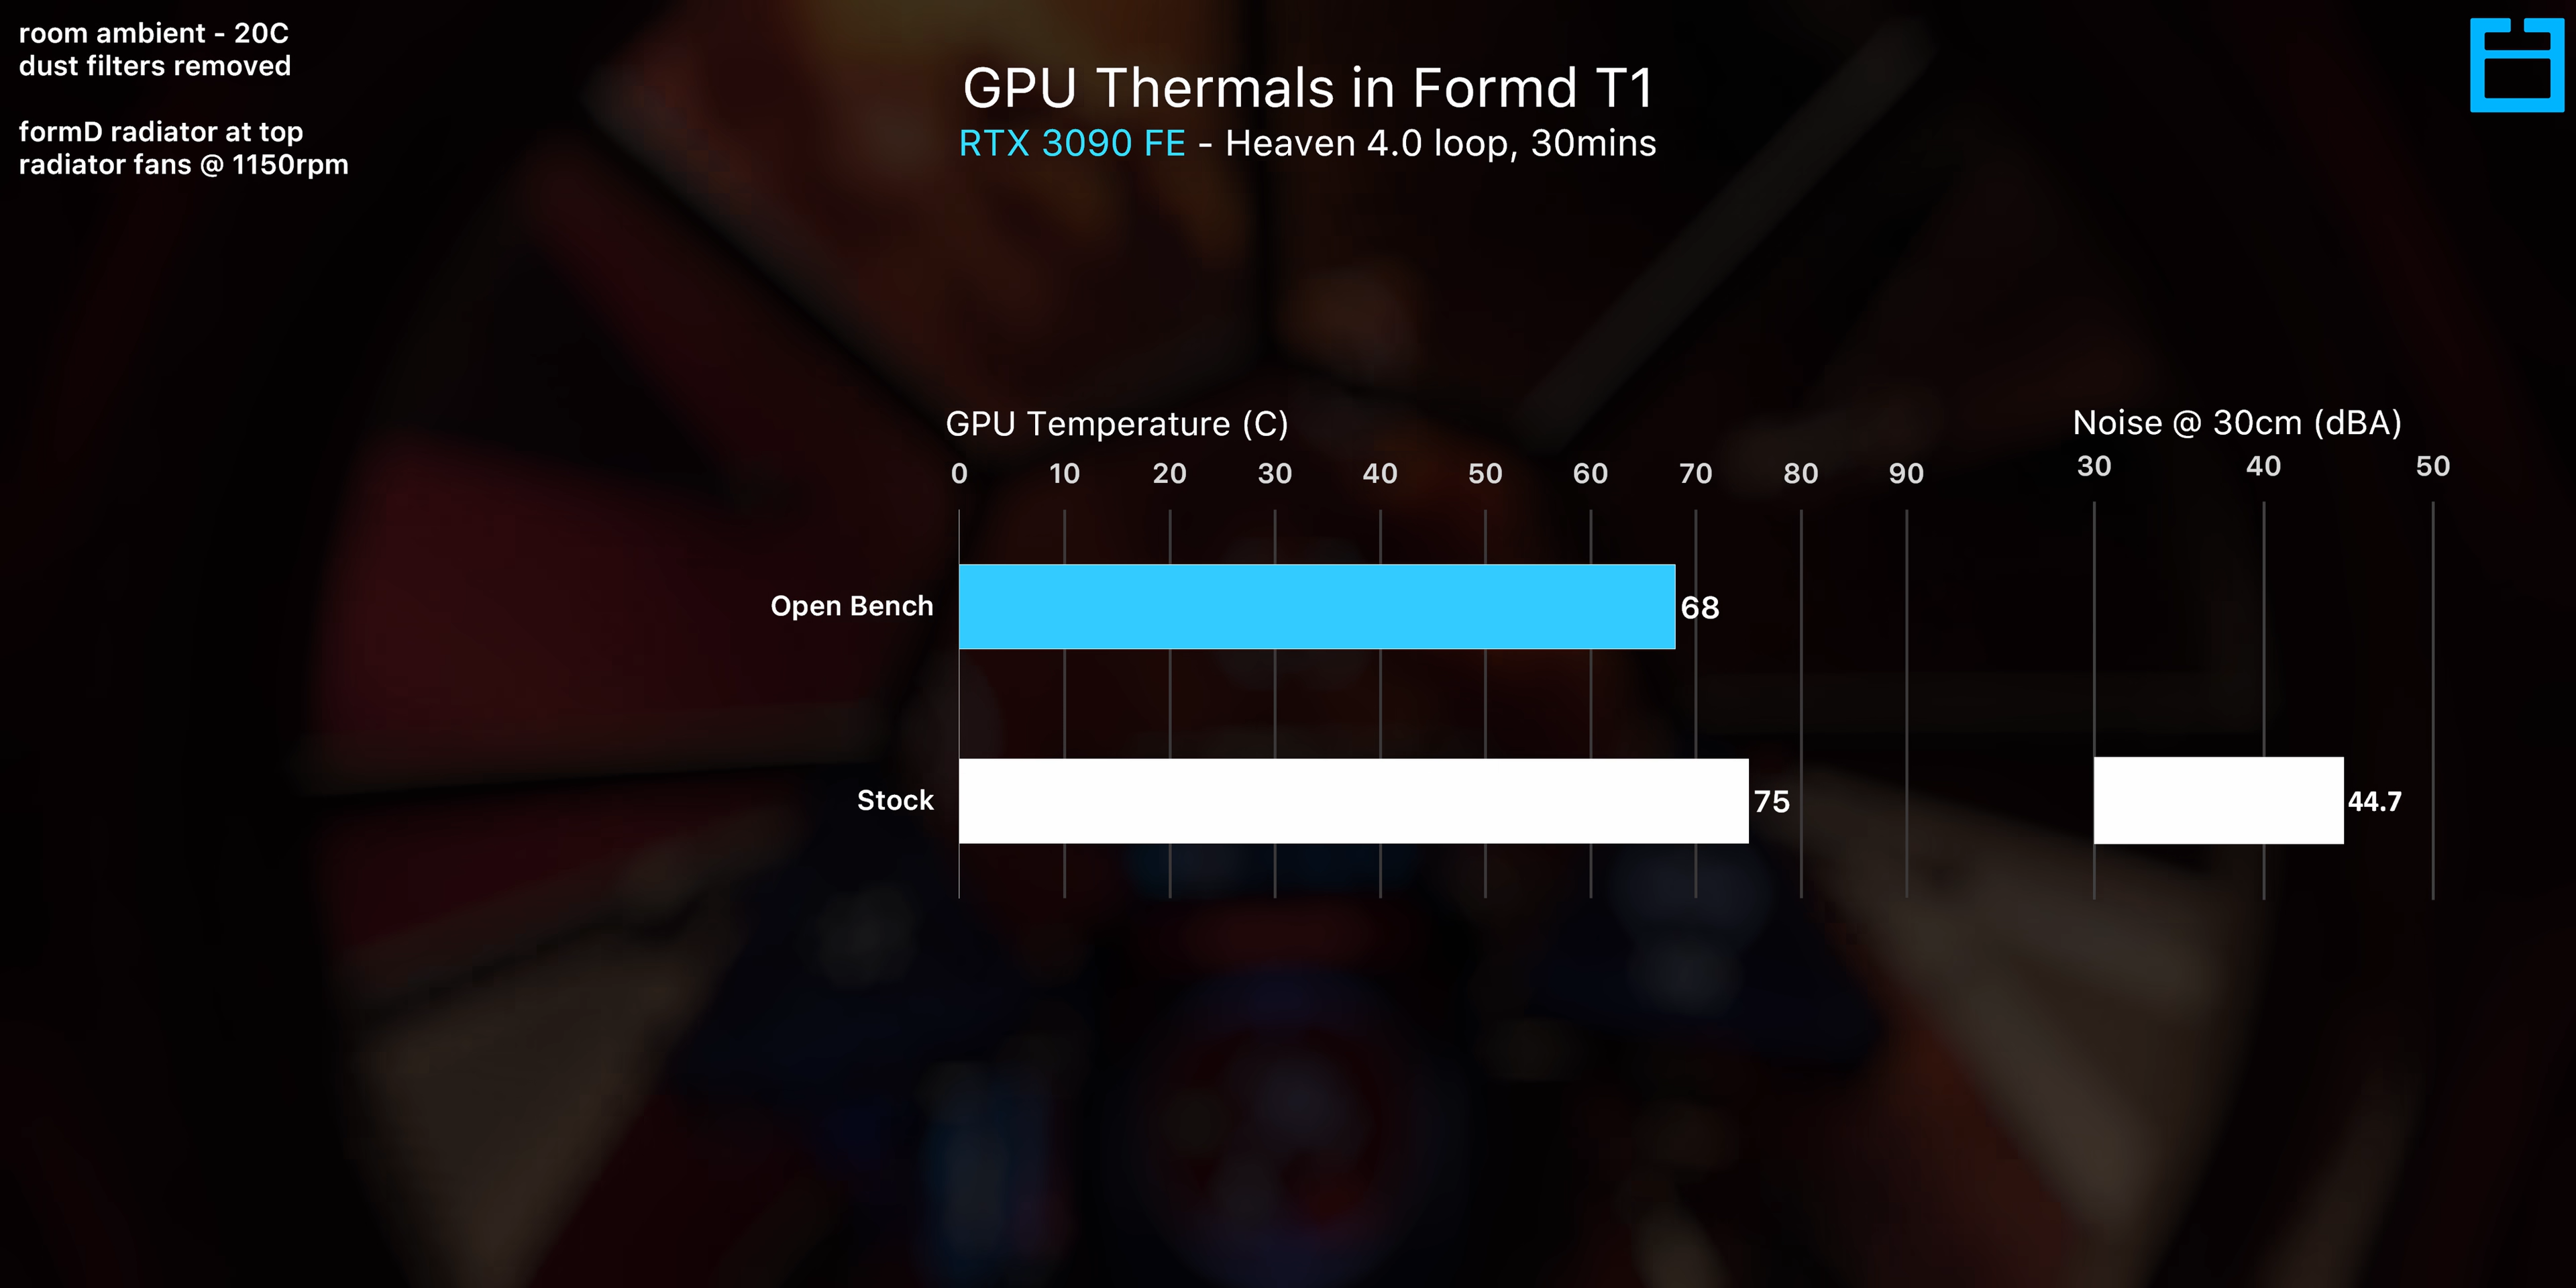 room ambient - 20C
dust filters removed
formD radiator at top
radiator fans @ 1150rpm
GPU Thermals in Formd T1
RTX 3090 FE - Heaven 4.0 loop, 30mins
GPU Temperature (C)
0 10 20 30 40 50 60 70 80 90
Open Bench 68
Stock 75
Noise @ 30cm (dBA)
30 40 50
44.7